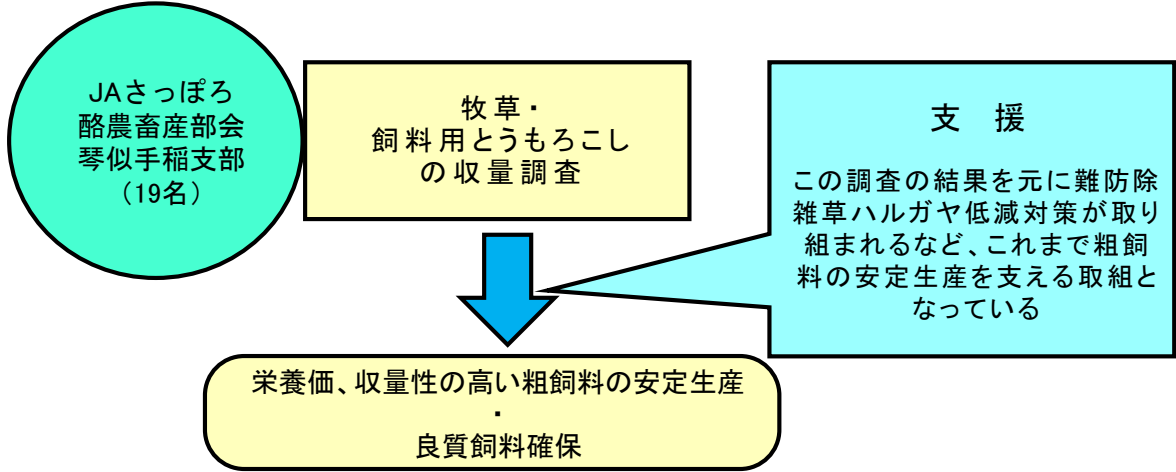 JAさっぽろ
酪農畜産部会
琴似手稲支部
（19名）
牧草・
飼料用とうもろこし
の収量調査
支　援
この調査の結果を元に難防除
雑草ハルガヤ低減対策が取り
組まれるなど、これまで粗飼
料の安定生産を支える取組と
なっている
栄養価、収量性の高い粗飼料の安定生産
・
良質飼料確保